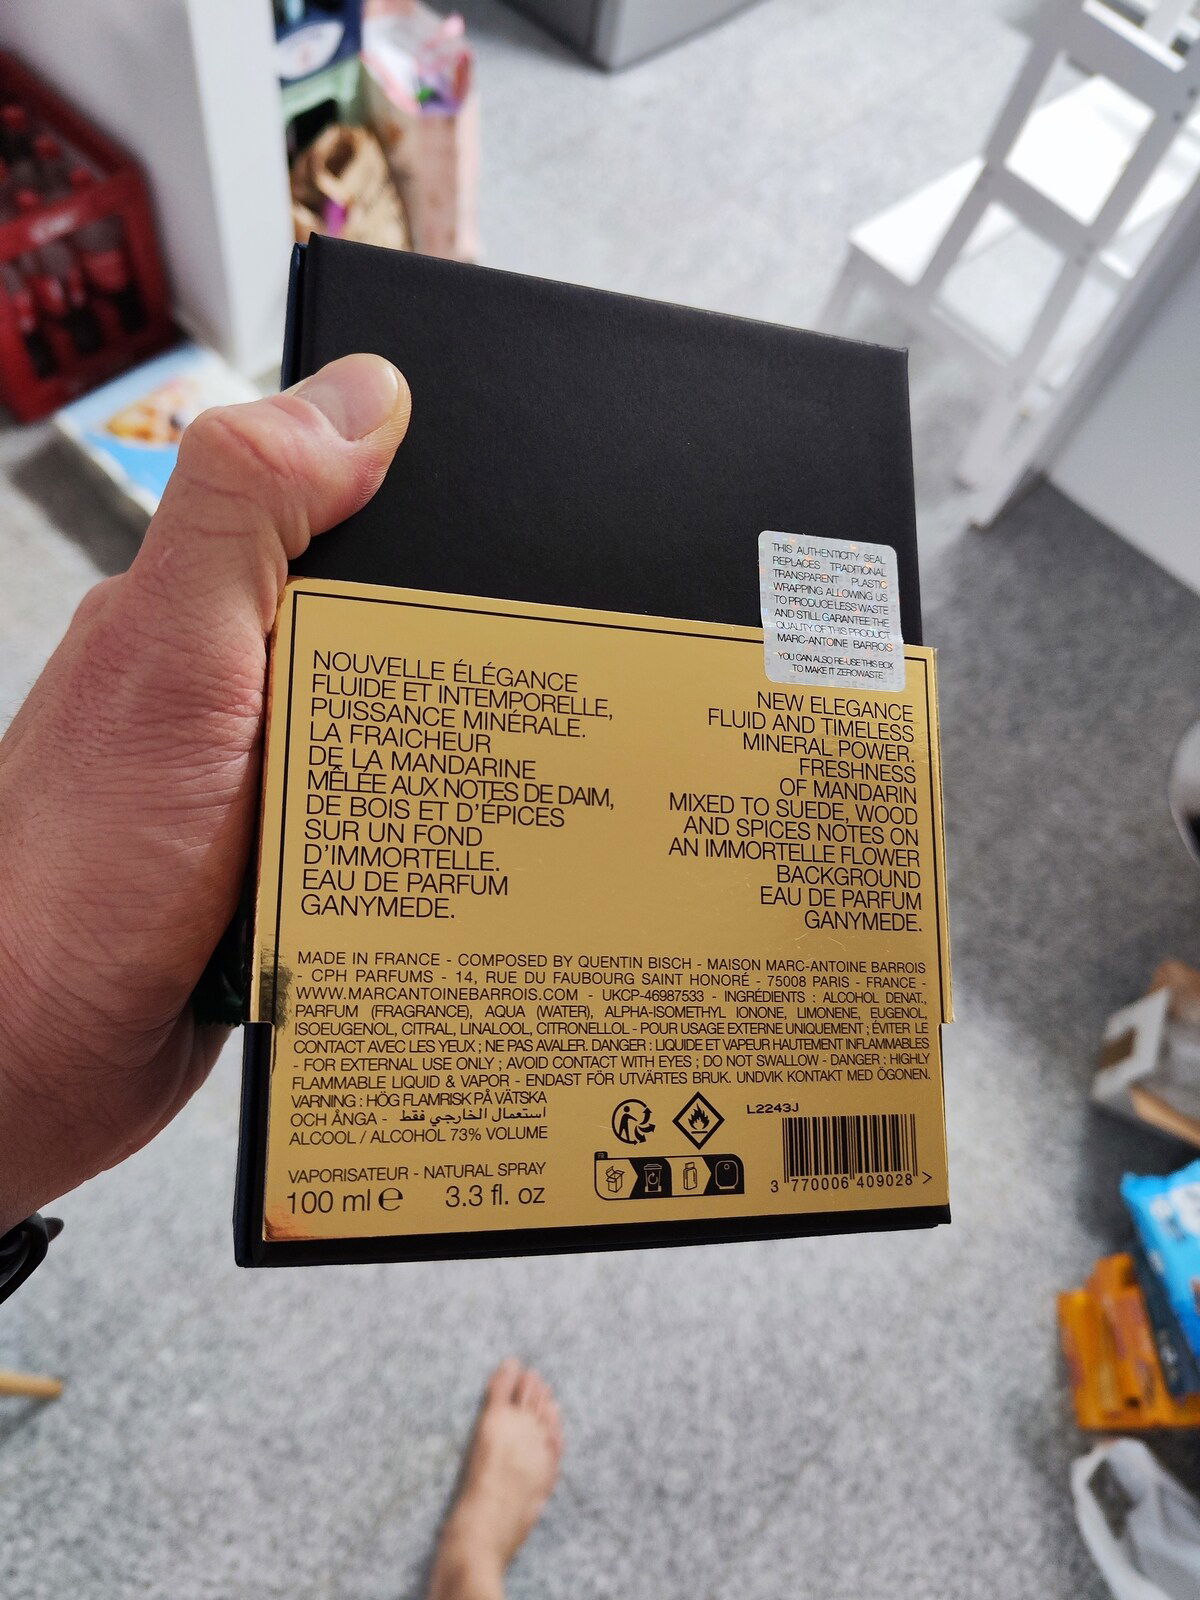 THIS AUTHENTICITY SEAL
REPLACES TRADITIONAL
TRANSPARENT PLASTIC
WRAPPING ALLOWING US
TO PRODUCE LESS WASTE
AND STILL GARANTEE THE
QUALITY OF THIS PRODUCT
MARC-ANTOINE BARROIS
YOU CAN ALSO RE-USE THIS BOX
TO MAKE IT ZEROWASTE
NOUVELLE ÉLÉGANCE
FLUIDE ET INTEMPORELLE,
PUISSANCE MINÉRALE.
LA FRAICHEUR
DE LA MANDARINE
MÊLÉE AUX NOTES DE DAIM,
DE BOIS ET D'ÉPICES
SUR UN FOND
D'IMMORTELLE.
EAU DE PARFUM
GANYMEDE.
NEW ELEGANCE
FLUID AND TIMELESS
MINERAL POWER.
FRESHNESS
OF MANDARIN
MIXED TO SUEDE, WOOD
AND SPICES NOTES ON
AN IMMORTELLE FLOWER
BACKGROUND
EAU DE PARFUM
GANYMEDE.
MADE IN FRANCE - COMPOSED BY QUENTIN BISCH - MAISON MARC-ANTOINE BARROIS
- CPH PARFUMS - 14, RUE DU FAUBOURG SAINT HONORÉ - 75008 PARIS - FRANCE -
WWW.MARCANTOINEBARROIS.COM - UKCP-46987533 - INGRÉDIENTS : ALCOHOL DENAT.,
PARFUM (FRAGRANCE), AQUA (WATER), ALPHA-ISOMETHYL IONONE, LIMONENE, EUGENOL,
ISOEUGENOL, CITRAL, LINALOOL, CITRONELLOL - POUR USAGE EXTERNE UNIQUEMENT ; ÉVITER LE
CONTACT AVEC LES YEUX ; NE PAS AVALER. DANGER : LIQUIDE ET VAPEUR HAUTEMENT INFLAMMABLES
- FOR EXTERNAL USE ONLY ; AVOID CONTACT WITH EYES ; DO NOT SWALLOW - DANGER : HIGHLY
FLAMMABLE LIQUID & VAPOR - ENDAST FÖR UTVÄRTES BRUK. UNDVIK KONTAKT MED ÖGONEN.
VARNING : HÖG FLAMRISK PÅ VÄTSKA
OCH ÅNGA - استعمال الخارجي فقط
ALCOOL / ALCOHOL 73% VOLUME
VAPORISATEUR - NATURAL SPRAY
100 ml e 3.3 fl. oz
FR
L2243J
3 770006 409028 >